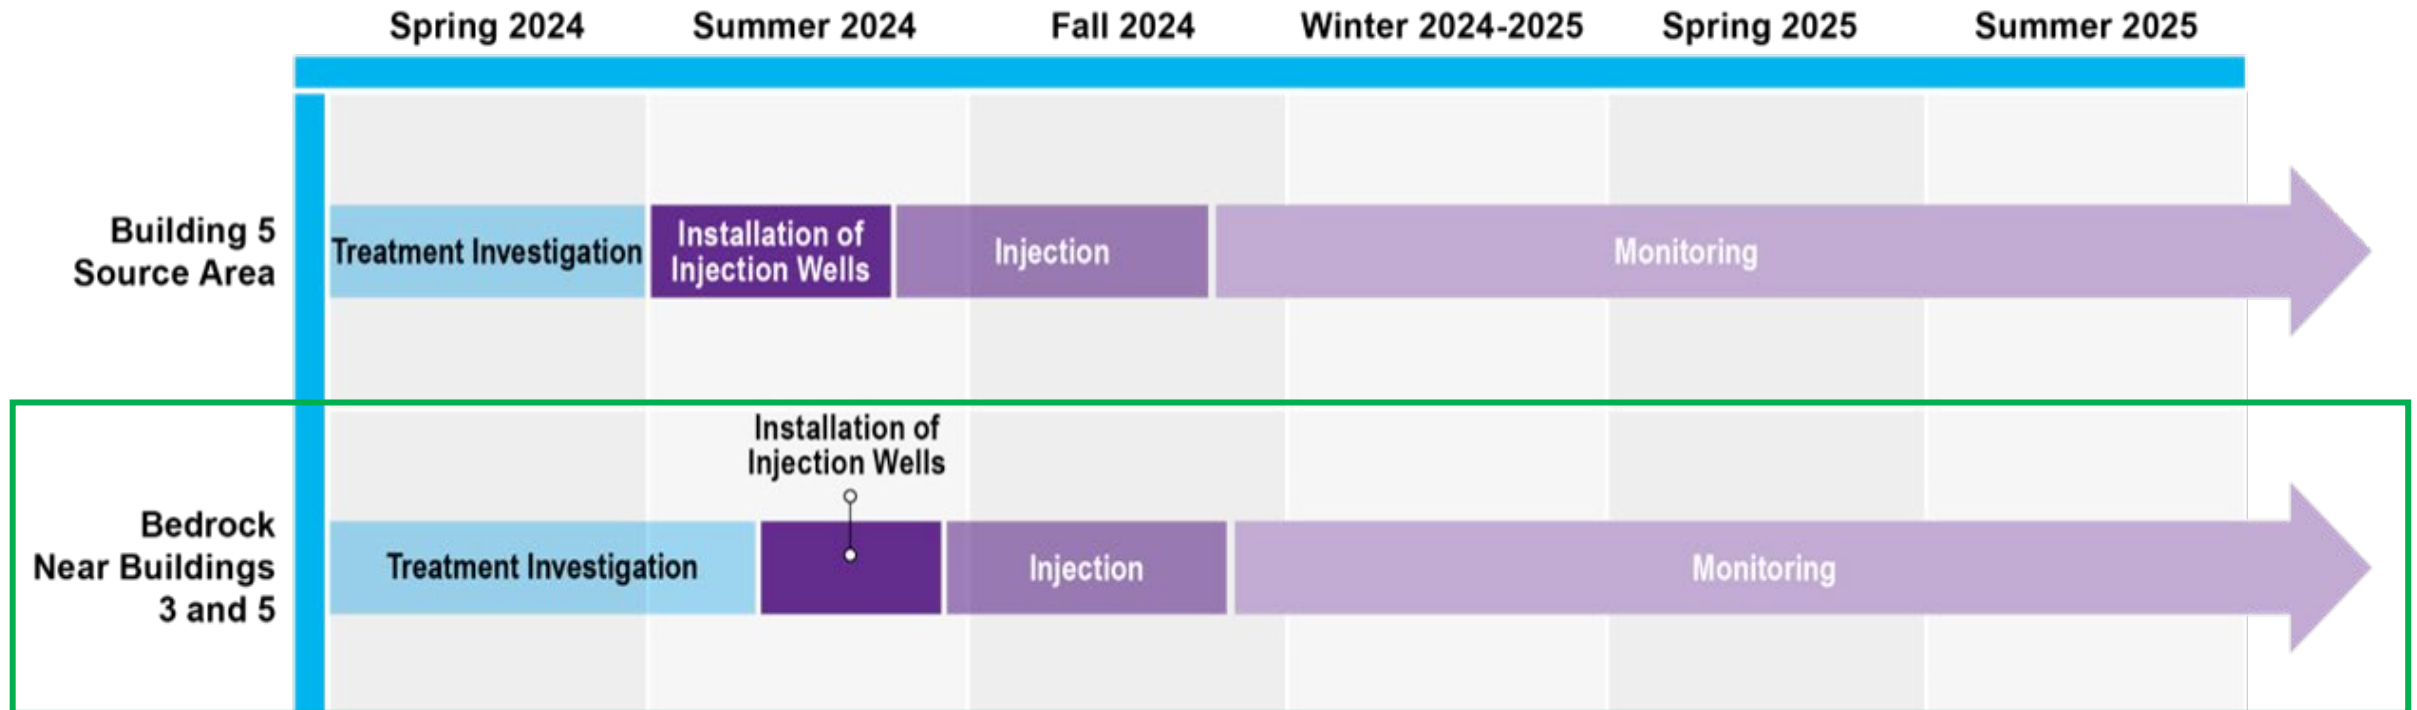 Spring 2024 Summer 2024 Fall 2024 Winter 2024-2025 Spring 2025 Summer 2025
Building 5
Source Area
Treatment Investigation
Installation of
Injection Wells
Injection
Monitoring
Bedrock
Near Buildings
3 and 5
Treatment Investigation
Installation of
Injection Wells
Injection
Monitoring